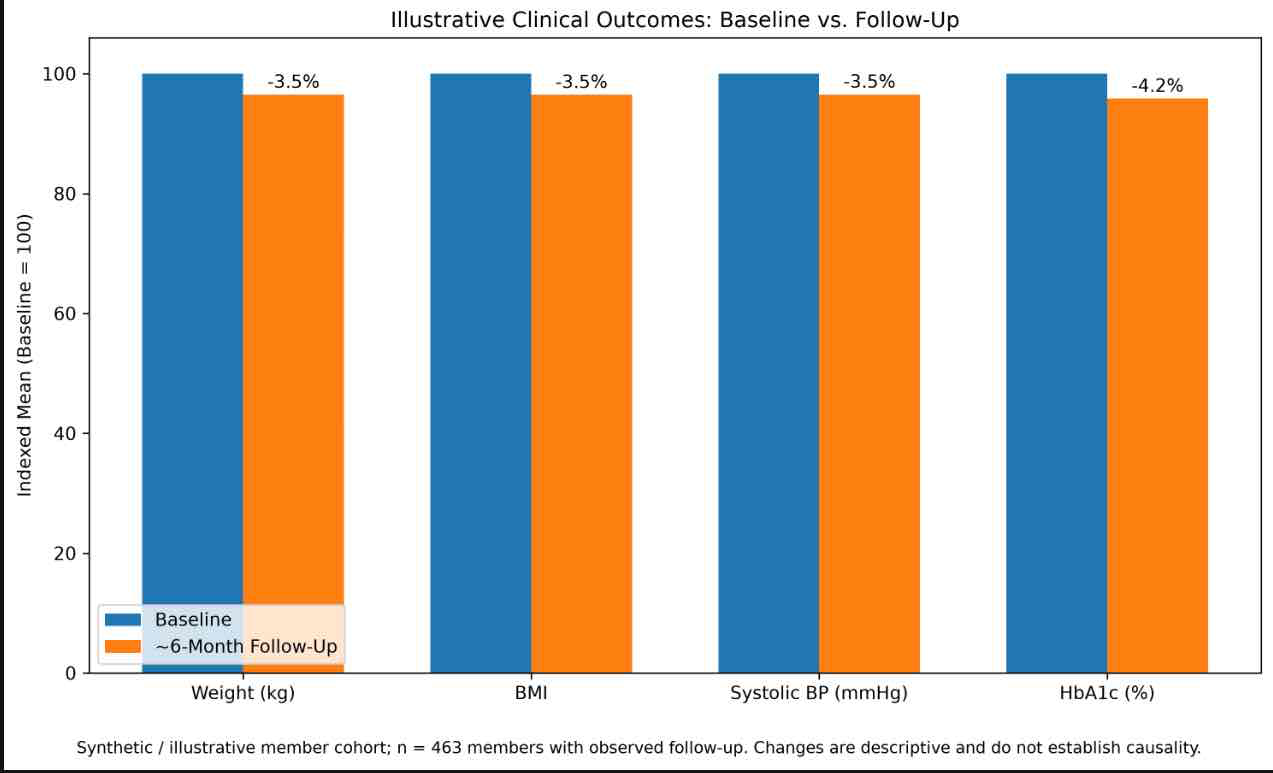 Illustrative Clinical Outcomes: Baseline vs. Follow-Up
Indexed Mean (Baseline = 100)
100
80
60
40
20
0
-3.5%
-3.5%
-3.5%
-4.2%
Baseline
~6-Month Follow-Up
Weight (kg)
BMI
Systolic BP (mmHg)
HbA1c (%)
Synthetic / illustrative member cohort; n = 463 members with observed follow-up. Changes are descriptive and do not establish causality.